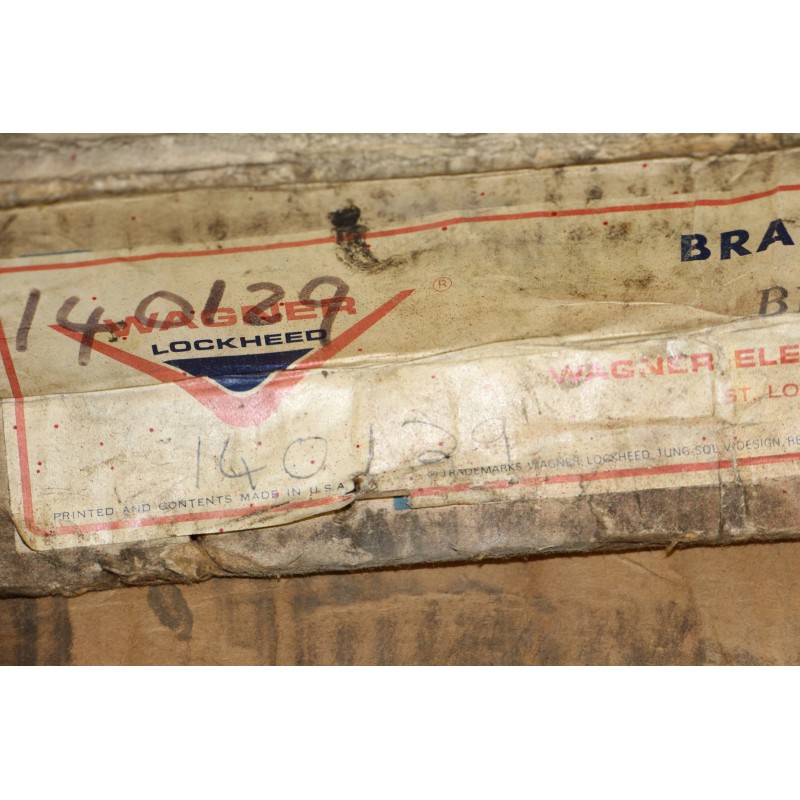 BRA
140129
WAGNER ®
LOCKHEED
WAGNER ELE
ST. LO
140129
® TRADEMARKS WAGNER, LOCKHEED, TUNG-SOL, V-DESIGN, RE
PRINTED AND CONTENTS MADE IN U.S.A.